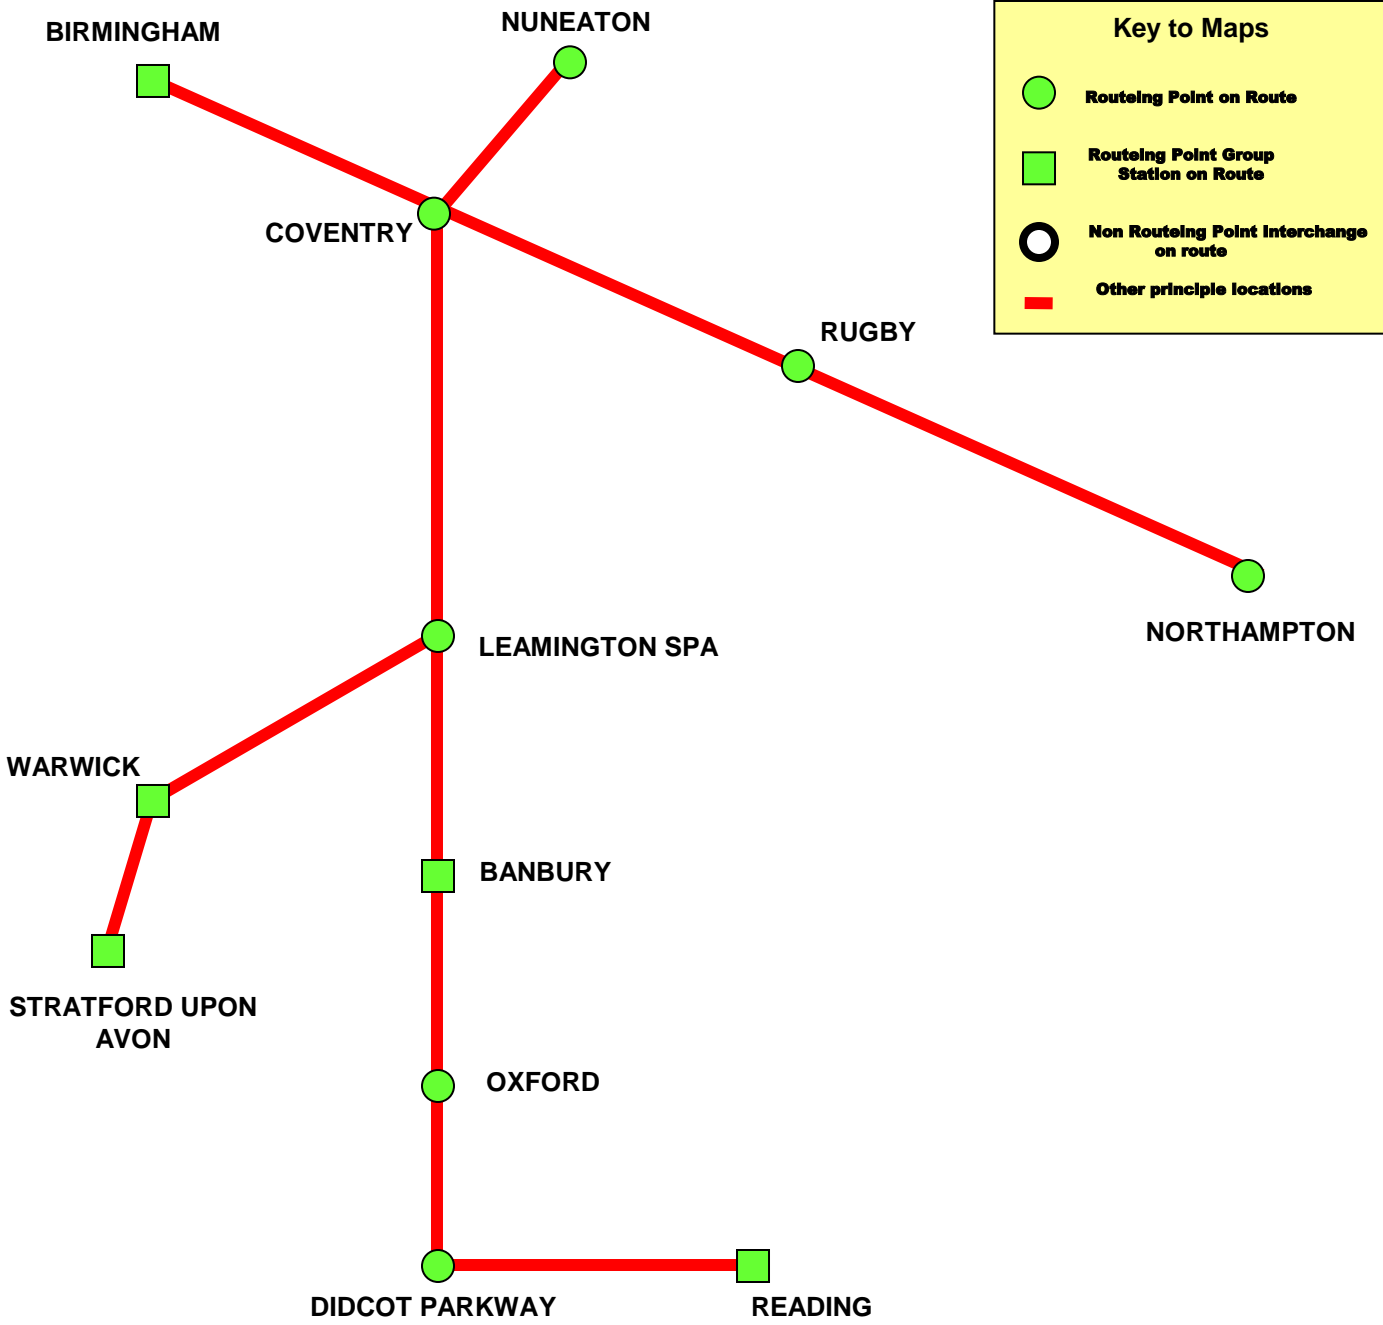 NUNEATON
BIRMINGHAM
Key to Maps
Routeing Point on Route
Routeing Point Group
Station on Route
Non Routeing Point Interchange
on route
Other principle locations
COVENTRY
RUGBY
NORTHAMPTON
LEAMINGTON SPA
WARWICK
BANBURY
STRATFORD UPON
AVON
OXFORD
DIDCOT PARKWAY
READING